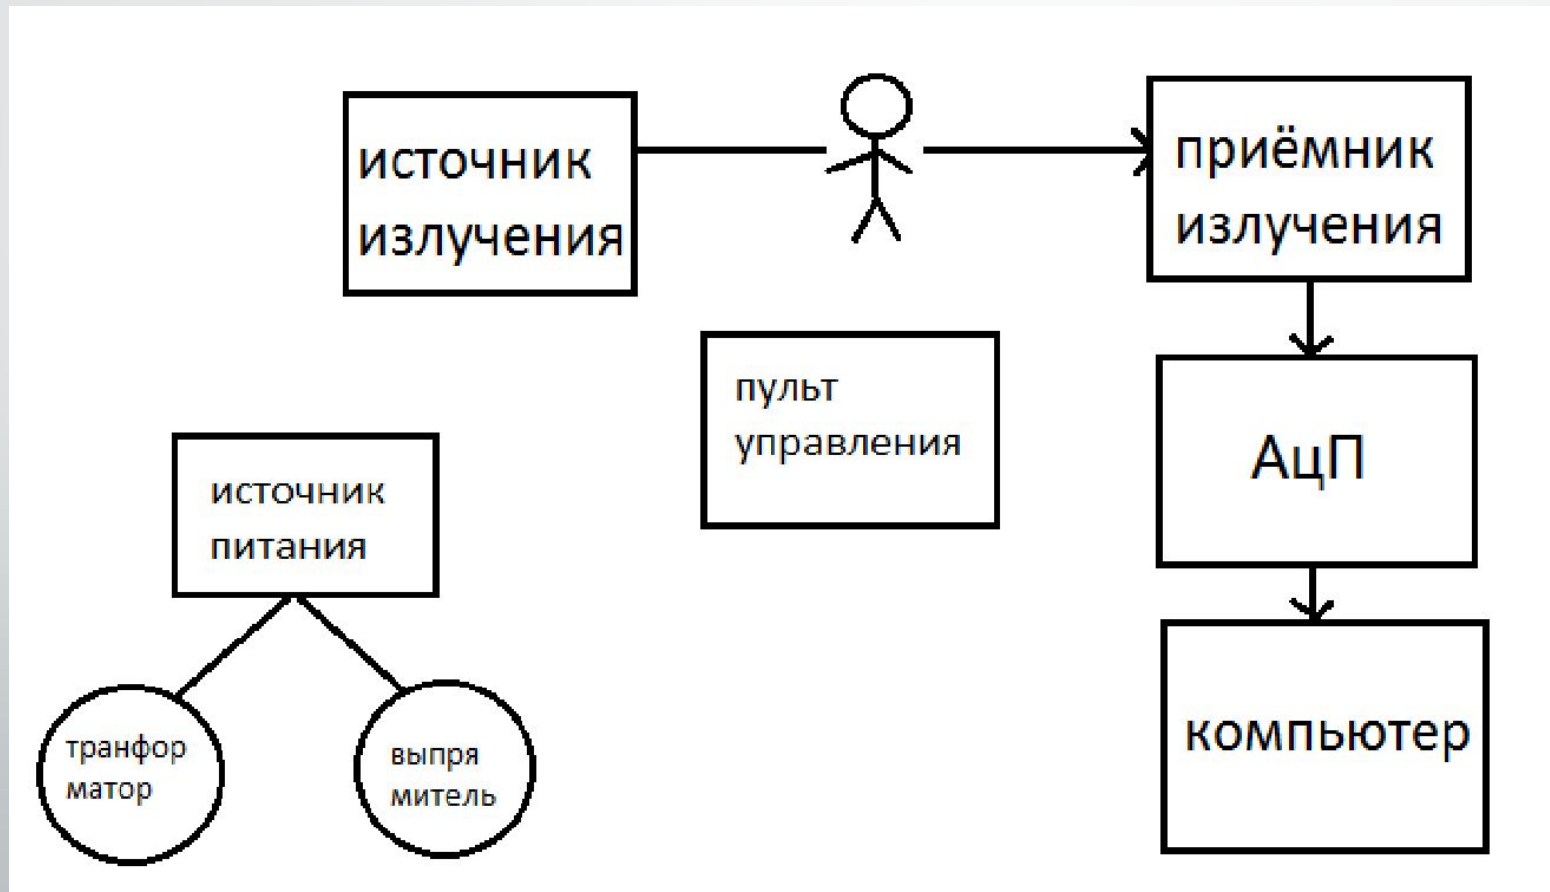 источник
излучения
приёмник
излучения
пульт
управления
АцП
источник
питания
транфор
матор
выпря
митель
компьютер